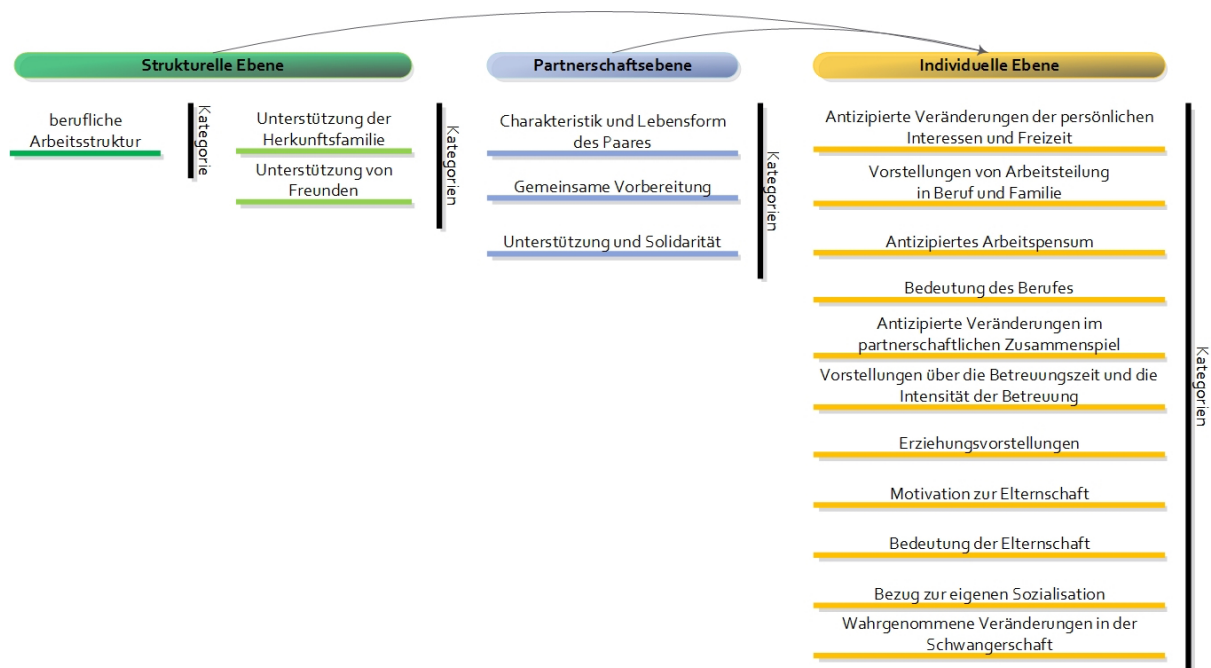 Strukturelle Ebene
berufliche
Arbeitsstruktur
Kategorie
Unterstützung der
Herkunftsfamilie
Unterstützung von
Freunden
Kategorien
Partnerschaftsebene
Charakteristik und Lebensform
des Paares
Gemeinsame Vorbereitung
Unterstützung und Solidarität
Kategorien
Individuelle Ebene
Antizipierte Veränderungen der persönlichen
Interessen und Freizeit
Vorstellungen von Arbeitsteilung
in Beruf und Familie
Antizipiertes Arbeitspensum
Bedeutung des Berufes
Antizipierte Veränderungen im
partnerschaftlichen Zusammenspiel
Vorstellungen über die Betreuungszeit und die
Intensität der Betreuung
Erziehungsvorstellungen
Motivation zur Elternschaft
Bedeutung der Elternschaft
Bezug zur eigenen Sozialisation
Wahrgenommene Veränderungen in der
Schwangerschaft
Kategorien